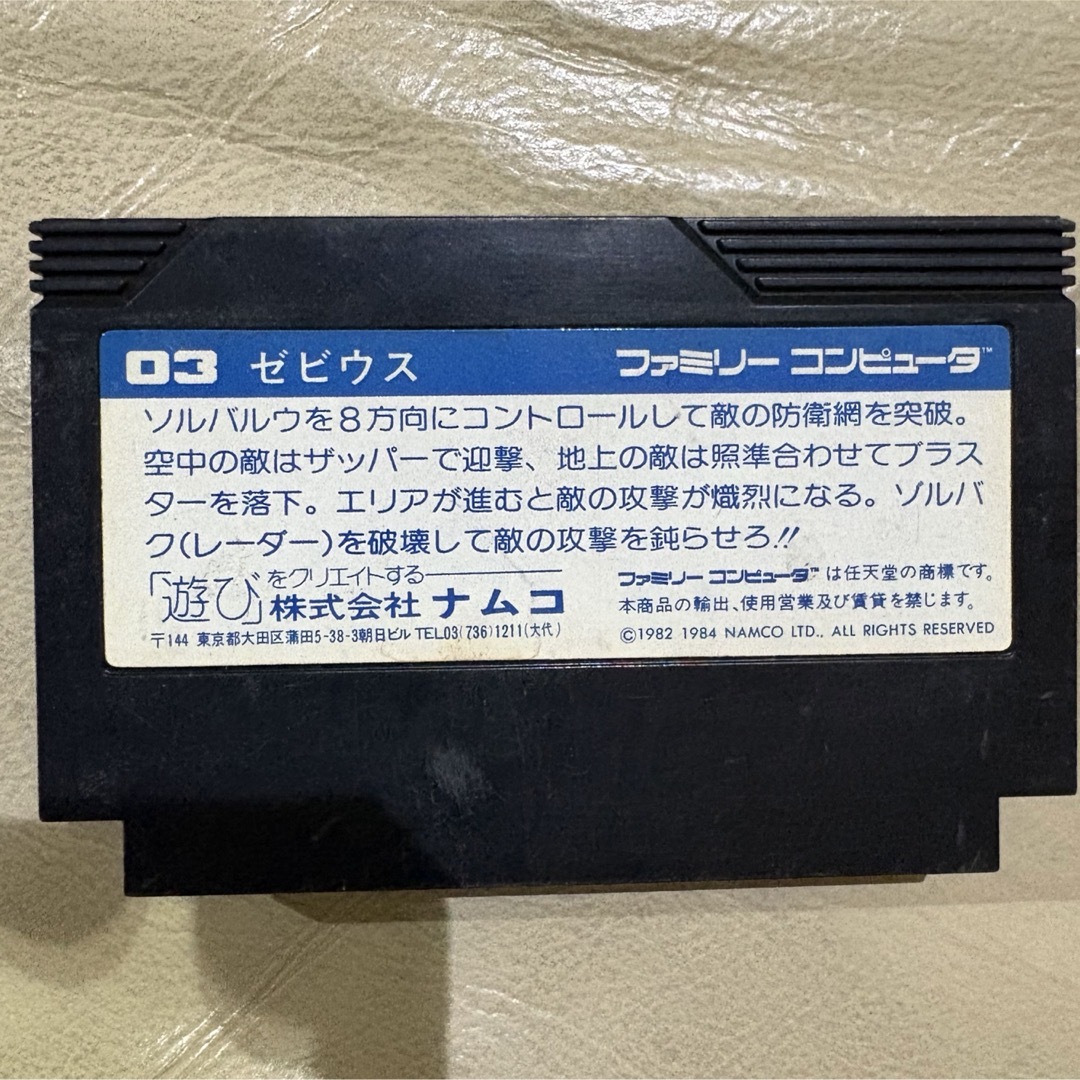 03 ゼビウス ファミリー コンピュータ™
ソルバルウを8方向にコントロールして敵の防衛網を突破。
空中の敵はザッパーで迎撃、地上の敵は照準合わせてブラス
ターを落下。エリアが進むと敵の攻撃が熾烈になる。ゾルバ
ク(レーダー)を破壊して敵の攻撃を鈍らせろ!!
「遊び」をクリエイトする
株式会社 ナムコ
〒144 東京都大田区蒲田5-38-3朝日ビル TEL.03(736)1211(大代)
ファミリー コンピュータ™ は任天堂の商標です。
本商品の輸出、使用営業及び賃貸を禁じます。
©1982 1984 NAMCO LTD., ALL RIGHTS RESERVED